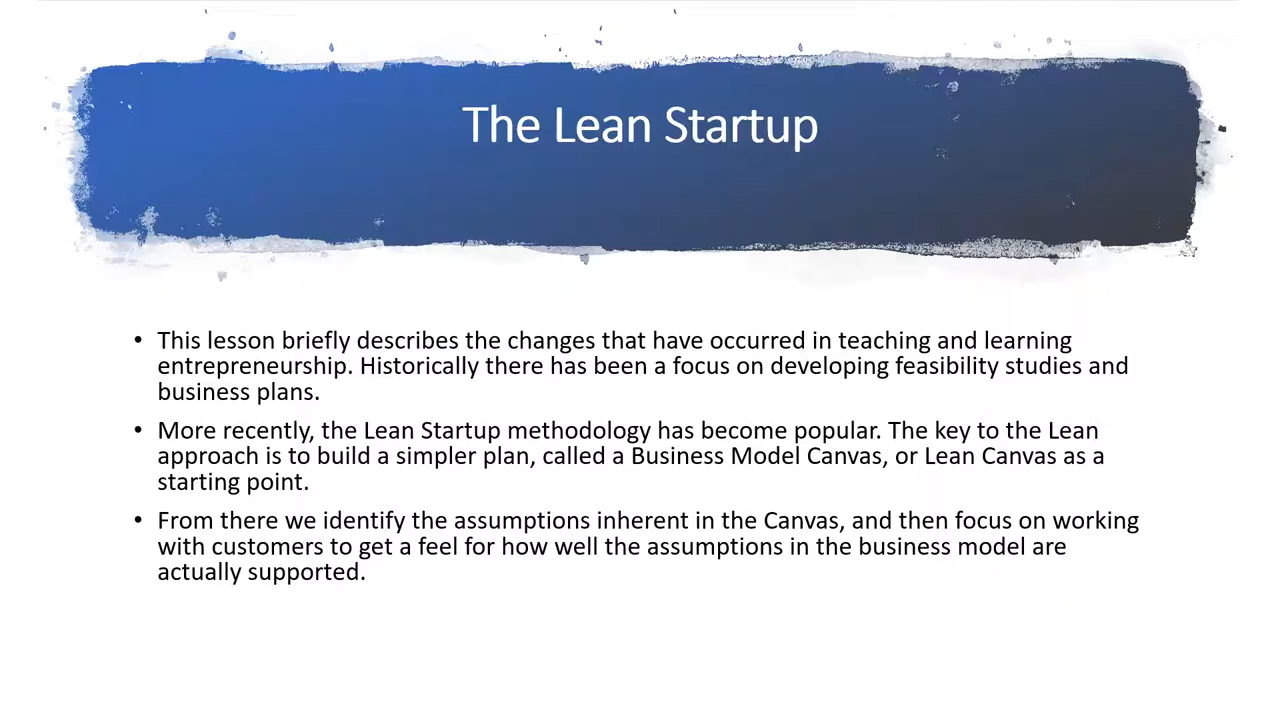 The Lean Startup
• This lesson briefly describes the changes that have occurred in teaching and learning
entrepreneurship. Historically there has been a focus on developing feasibility studies and
business plans.
• More recently, the Lean Startup methodology has become popular. The key to the Lean
approach is to build a simpler plan, called a Business Model Canvas, or Lean Canvas as a
starting point.
• From there we identify the assumptions inherent in the Canvas, and then focus on working
with customers to get a feel for how well the assumptions in the business model are
actually supported.